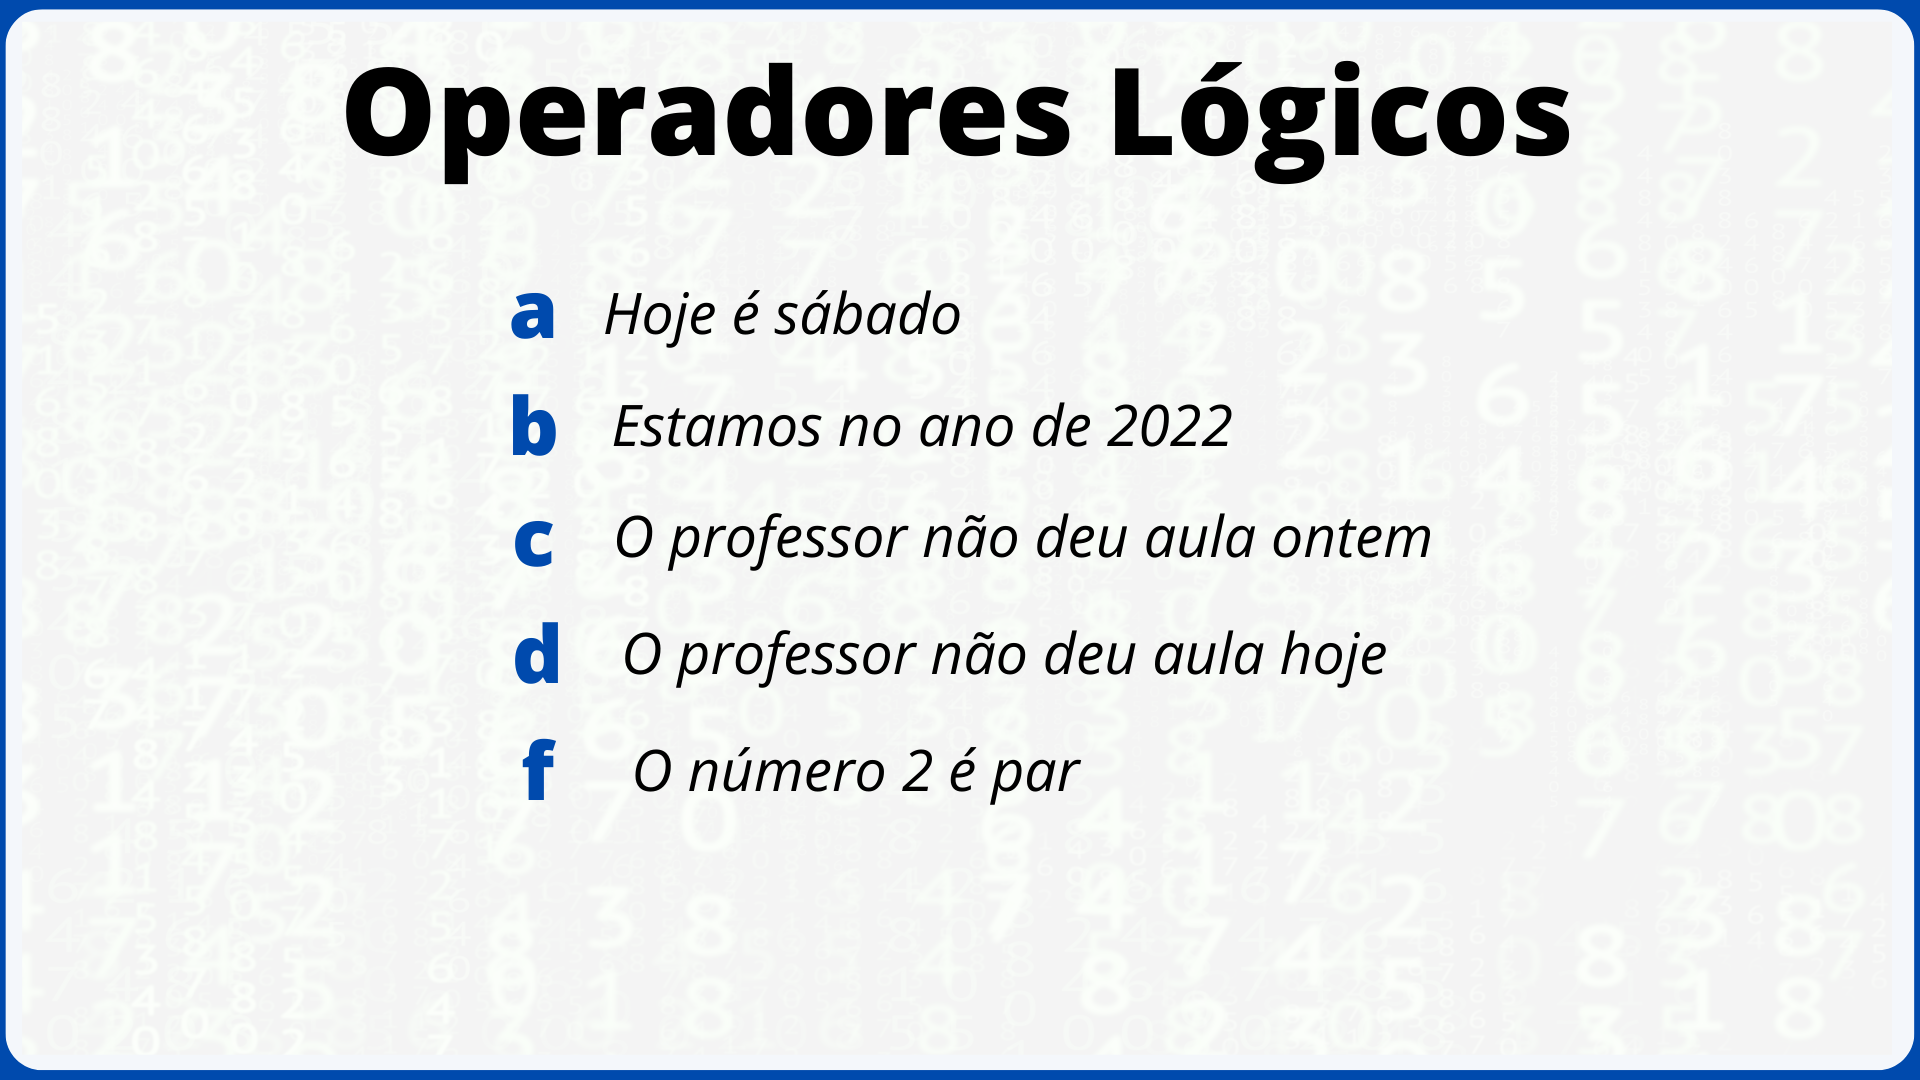 Operadores Lógicos
a Hoje é sábado
b Estamos no ano de 2022
c O professor não deu aula ontem
d O professor não deu aula hoje
f O número 2 é par